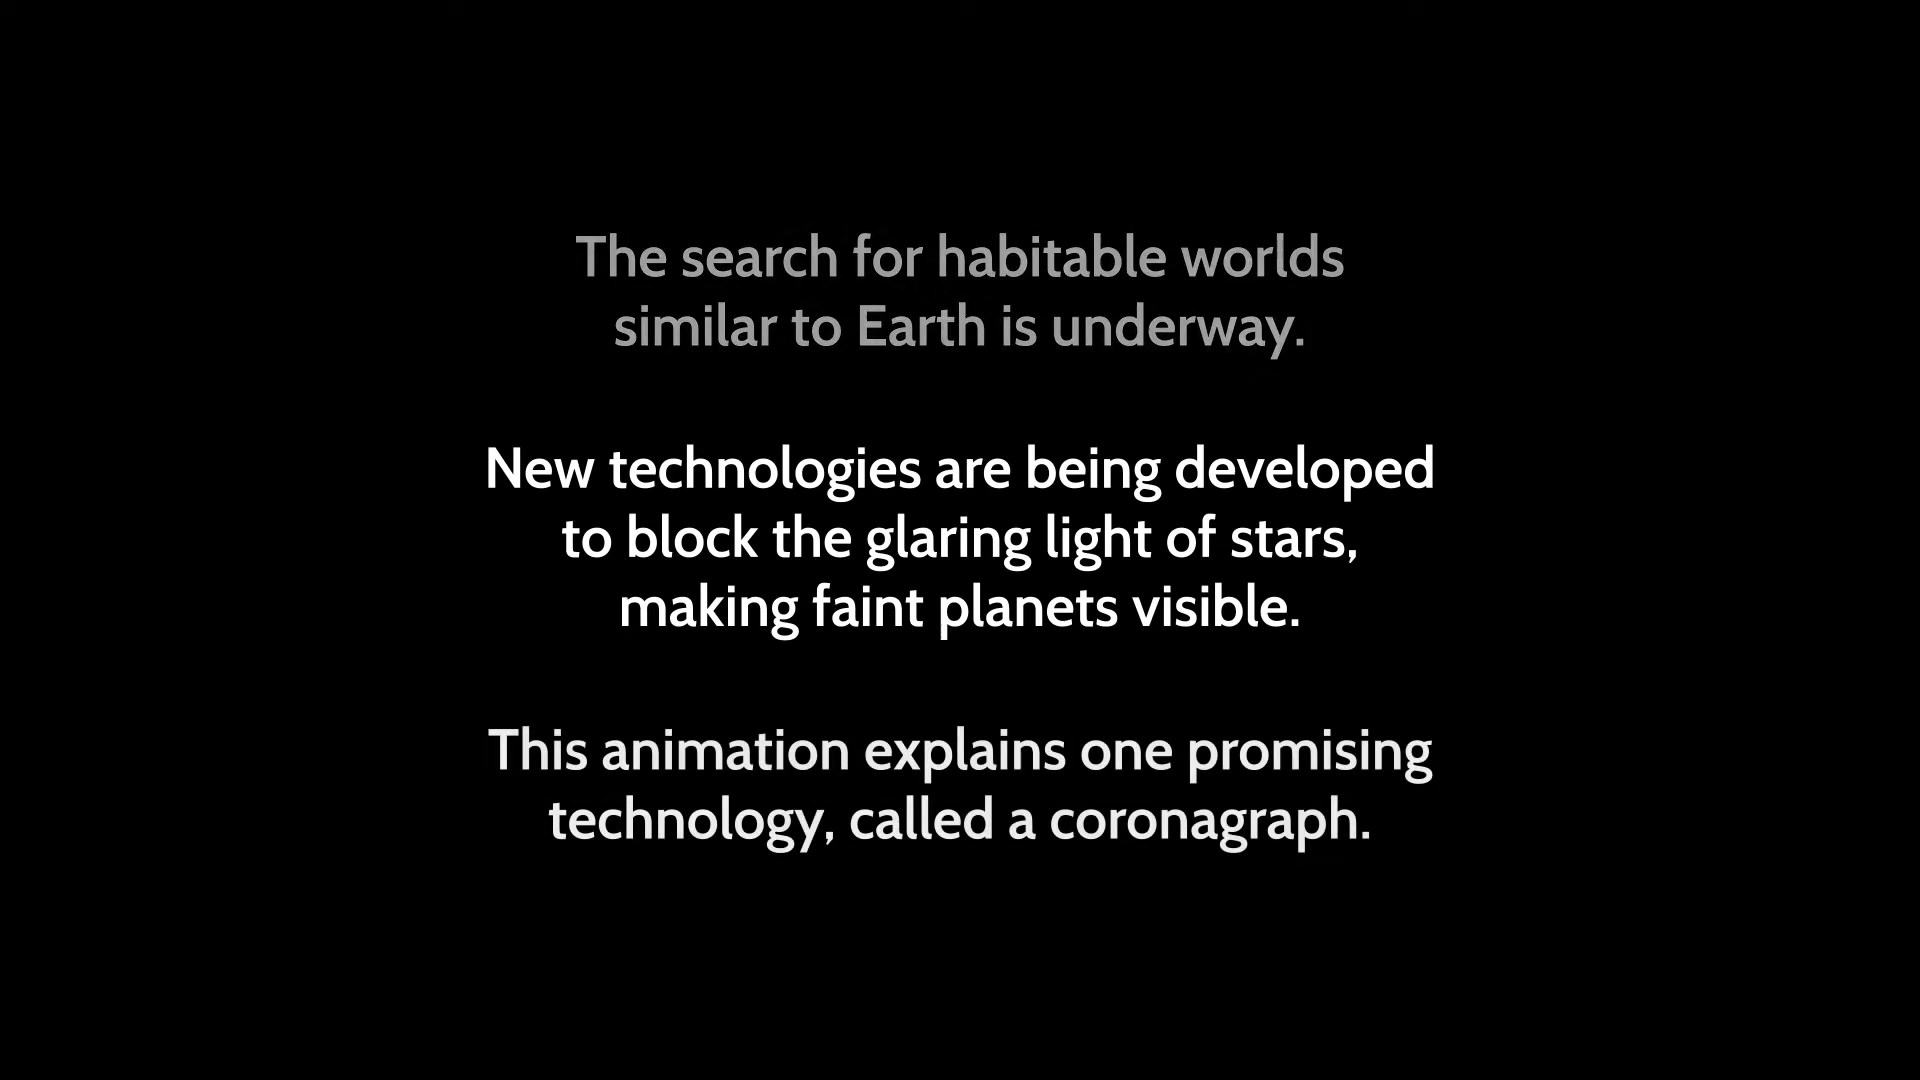 The search for habitable worlds
similar to Earth is underway.
New technologies are being developed
to block the glaring light of stars,
making faint planets visible.
This animation explains one promising
technology, called a coronagraph.